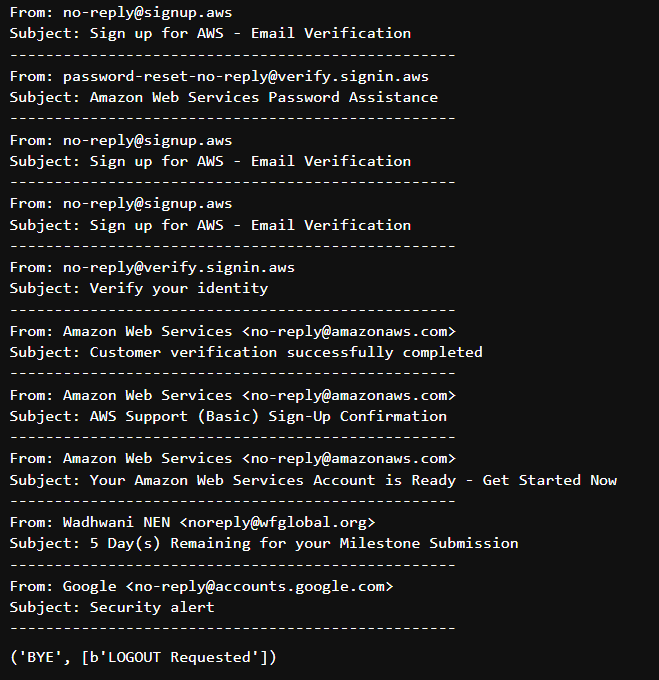 From: no-reply@signup.aws
Subject: Sign up for AWS - Email Verification
--------------------------------------------------
From: password-reset-no-reply@verify.signin.aws
Subject: Amazon Web Services Password Assistance
--------------------------------------------------
From: no-reply@signup.aws
Subject: Sign up for AWS - Email Verification
--------------------------------------------------
From: no-reply@signup.aws
Subject: Sign up for AWS - Email Verification
--------------------------------------------------
From: no-reply@verify.signin.aws
Subject: Verify your identity
--------------------------------------------------
From: Amazon Web Services <no-reply@amazonaws.com>
Subject: Customer verification successfully completed
--------------------------------------------------
From: Amazon Web Services <no-reply@amazonaws.com>
Subject: AWS Support (Basic) Sign-Up Confirmation
--------------------------------------------------
From: Amazon Web Services <no-reply@amazonaws.com>
Subject: Your Amazon Web Services Account is Ready - Get Started Now
--------------------------------------------------
From: Wadhwani NEN <noreply@wfglobal.org>
Subject: 5 Day(s) Remaining for your Milestone Submission
--------------------------------------------------
From: Google <no-reply@accounts.google.com>
Subject: Security alert
--------------------------------------------------
('BYE', [b'LOGOUT Requested'])